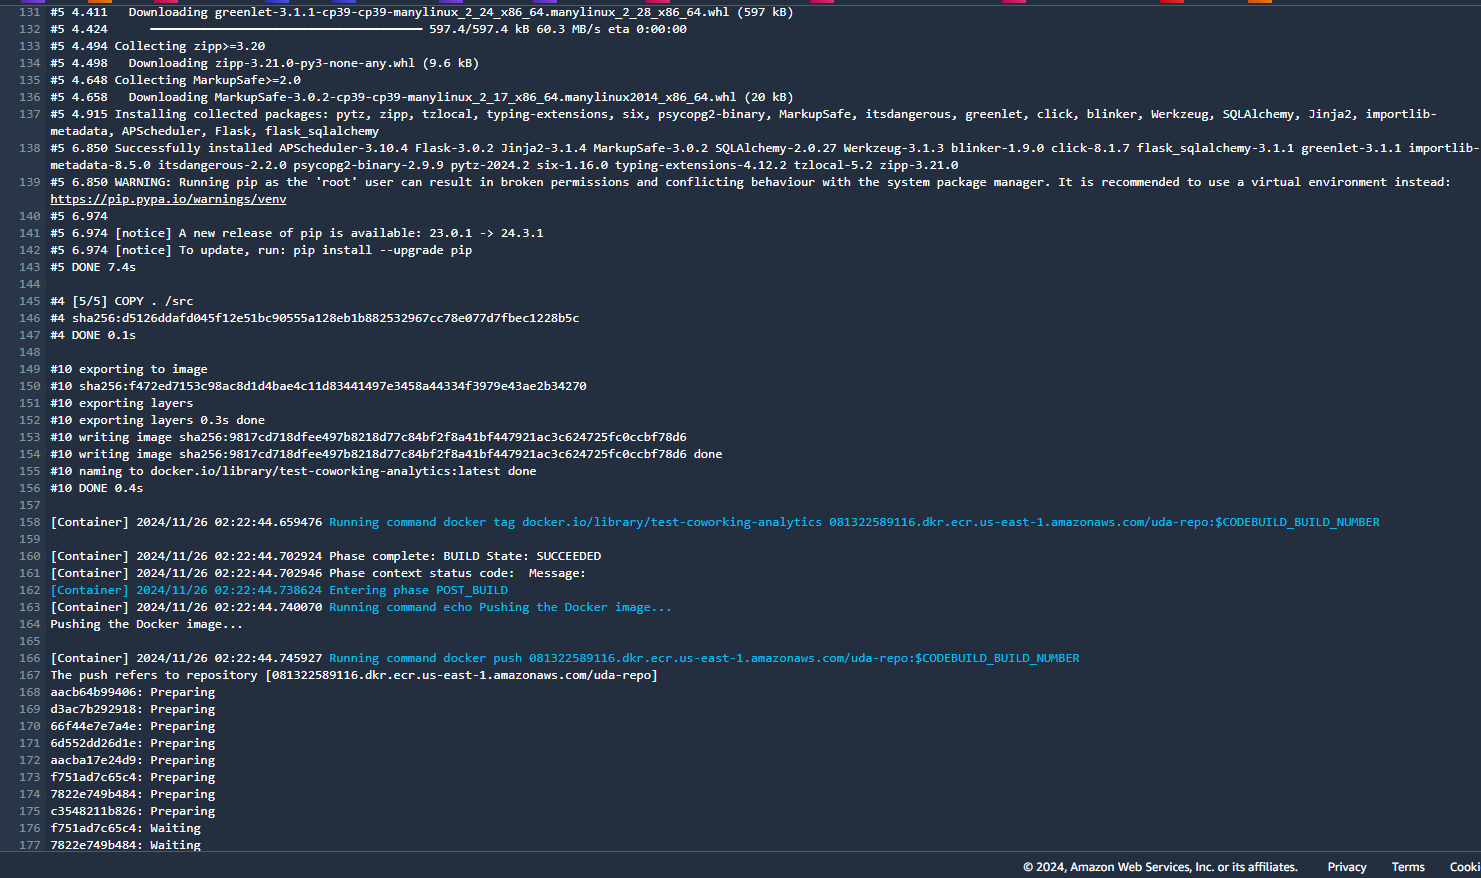 131 #5 4.411   Downloading greenlet-3.1.1-cp39-cp39-manylinux_2_24_x86_64.manylinux_2_28_x86_64.whl (597 kB)
132 #5 4.424      ━━━━━━━━━━━━━━━━━━━━━━━━━━━━━━━━━━━━━━ 597.4/597.4 kB 60.3 MB/s eta 0:00:00
133 #5 4.494 Collecting zipp>=3.20
134 #5 4.498   Downloading zipp-3.21.0-py3-none-any.whl (9.6 kB)
135 #5 4.648 Collecting MarkupSafe>=2.0
136 #5 4.658   Downloading MarkupSafe-3.0.2-cp39-cp39-manylinux_2_17_x86_64.manylinux2014_x86_64.whl (20 kB)
137 #5 4.915 Installing collected packages: pytz, zipp, tzlocal, typing-extensions, six, psycopg2-binary, MarkupSafe, itsdangerous, greenlet, click, blinker, Werkzeug, SQLAlchemy, Jinja2, importlib-
metadata, APScheduler, Flask, flask_sqlalchemy
138 #5 6.850 Successfully installed APScheduler-3.10.4 Flask-3.0.2 Jinja2-3.1.4 MarkupSafe-3.0.2 SQLAlchemy-2.0.27 Werkzeug-3.1.3 blinker-1.9.0 click-8.1.7 flask_sqlalchemy-3.1.1 greenlet-3.1.1 importlib-
metadata-8.5.0 itsdangerous-2.2.0 psycopg2-binary-2.9.9 pytz-2024.2 six-1.16.0 typing-extensions-4.12.2 tzlocal-5.2 zipp-3.21.0
139 #5 6.850 WARNING: Running pip as the 'root' user can result in broken permissions and conflicting behaviour with the system package manager. It is recommended to use a virtual environment instead:
https://pip.pypa.io/warnings/venv
140 #5 6.974
141 #5 6.974 [notice] A new release of pip is available: 23.0.1 -> 24.3.1
142 #5 6.974 [notice] To update, run: pip install --upgrade pip
143 #5 DONE 7.4s
144
145 #4 [5/5] COPY . /src
146 #4 sha256:d5126ddafd045f12e51bc90555a128eb1b882532967cc78e077d7fbec1228b5c
147 #4 DONE 0.1s
148
149 #10 exporting to image
150 #10 sha256:f472ed7153c98ac8d1d4bae4c11d83441497e3458a44334f3979e43ae2b34270
151 #10 exporting layers
152 #10 exporting layers 0.3s done
153 #10 writing image sha256:9817cd718dfee497b8218d77c84bf2f8a41bf447921ac3c624725fc0ccbf78d6
154 #10 writing image sha256:9817cd718dfee497b8218d77c84bf2f8a41bf447921ac3c624725fc0ccbf78d6 done
155 #10 naming to docker.io/library/test-coworking-analytics:latest done
156 #10 DONE 0.4s
157
158 [Container] 2024/11/26 02:22:44.659476 Running command docker tag docker.io/library/test-coworking-analytics 081322589116.dkr.ecr.us-east-1.amazonaws.com/uda-repo:$CODEBUILD_BUILD_NUMBER
159
160 [Container] 2024/11/26 02:22:44.702924 Phase complete: BUILD State: SUCCEEDED
161 [Container] 2024/11/26 02:22:44.702946 Phase context status code:  Message:
162 [Container] 2024/11/26 02:22:44.738624 Entering phase POST_BUILD
163 [Container] 2024/11/26 02:22:44.740070 Running command echo Pushing the Docker image...
164 Pushing the Docker image...
165
166 [Container] 2024/11/26 02:22:44.745927 Running command docker push 081322589116.dkr.ecr.us-east-1.amazonaws.com/uda-repo:$CODEBUILD_BUILD_NUMBER
167 The push refers to repository [081322589116.dkr.ecr.us-east-1.amazonaws.com/uda-repo]
168 aacb64b99406: Preparing
169 d3ac7b292918: Preparing
170 66f44e7e7a4e: Preparing
171 6d552dd26d1e: Preparing
172 aacba17e24d9: Preparing
173 f751ad7c65c4: Preparing
174 7822e749b484: Preparing
175 c3548211b826: Preparing
176 f751ad7c65c4: Waiting
177 7822e749b484: Waiting
© 2024, Amazon Web Services, Inc. or its affiliates. Privacy Terms Cooki